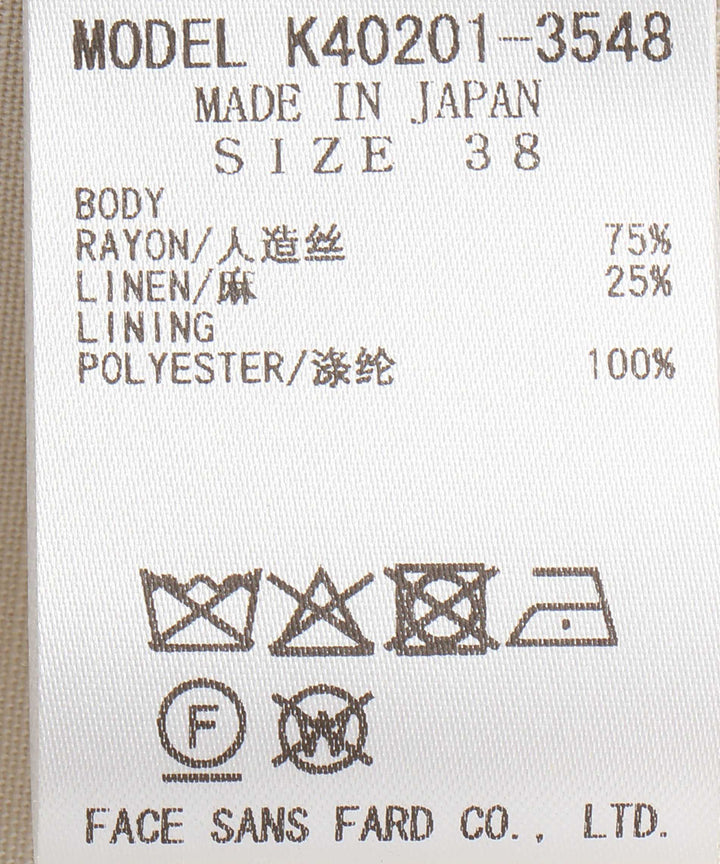 MODEL K40201-3548
MADE IN JAPAN
SIZE 38
BODY
RAYON/人造丝 75%
LINEN/麻 25%
LINING
POLYESTER/涤纶 100%
F W
FACE SANS FARD CO., LTD.